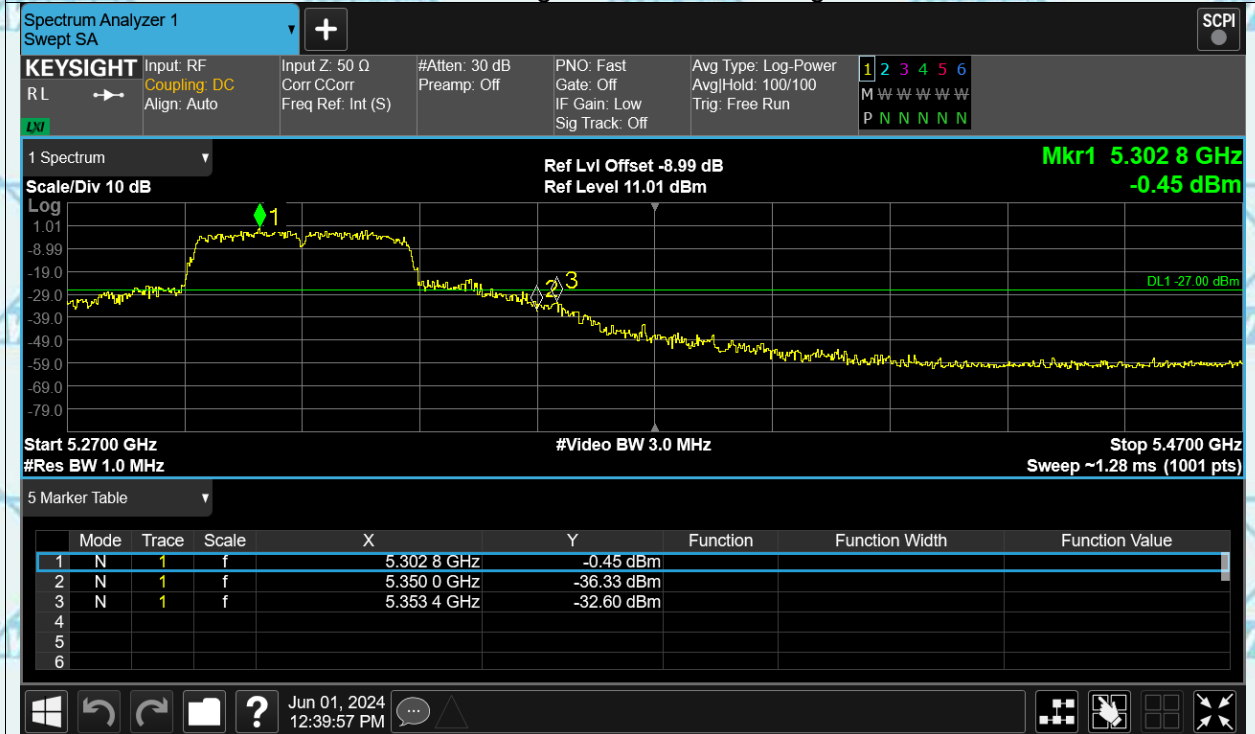 Spectrum Analyzer 1
Swept SA
+
SCPI
KEYSIGHT
RL
LXI
Input: RF
Coupling: DC
Align: Auto
Input Z: 50 Ω
Corr CCorr
Freq Ref: Int (S)
#Atten: 30 dB
Preamp: Off
PNO: Fast
Gate: Off
IF Gain: Low
Sig Track: Off
Avg Type: Log-Power
Avg|Hold: 100/100
Trig: Free Run
1 2 3 4 5 6
M W W W W W
P N N N N N
1 Spectrum
Scale/Div 10 dB
Ref Lvl Offset -8.99 dB
Ref Level 11.01 dBm
Mkr1 5.302 8 GHz
-0.45 dBm
Log
1.01
-8.99
-19.0
-29.0
-39.0
-49.0
-59.0
-69.0
-79.0
1
2
3
DL1 -27.00 dBm
Start 5.2700 GHz
#Video BW 3.0 MHz
Stop 5.4700 GHz
#Res BW 1.0 MHz
Sweep ~1.28 ms (1001 pts)
5 Marker Table
Mode Trace Scale X Y Function Function Width Function Value
1 N 1 f 5.302 8 GHz -0.45 dBm
2 N 1 f 5.350 0 GHz -36.33 dBm
3 N 1 f 5.353 4 GHz -32.60 dBm
4
5
6
?
Jun 01, 2024
12:39:57 PM